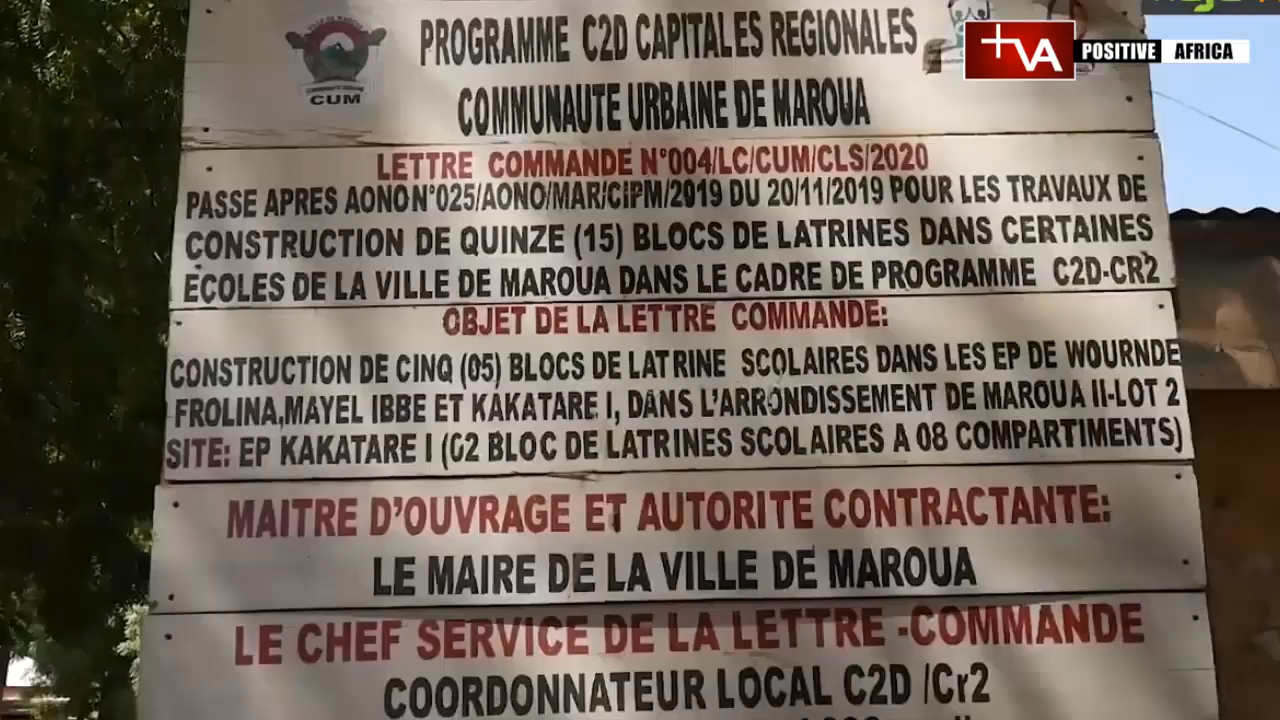 PROGRAMME C2D CAPITALES REGIONALES
CUM
+VA POSITIVE AFRICA
COMMUNAUTE URBAINE DE MAROUA
LETTRE COMMANDE N°004/LC/CUM/CLS/2020
PASSE APRES AONO N°025/AONO/MAR/CIPM/2019 DU 20/11/2019 POUR LES TRAVAUX DE
CONSTRUCTION DE QUINZE (15) BLOCS DE LATRINES DANS CERTAINES
ECOLES DE LA VILLE DE MAROUA DANS LE CADRE DE PROGRAMME C2D-CR2
OBJET DE LA LETTRE COMMANDE:
CONSTRUCTION DE CINQ (05) BLOCS DE LATRINE SCOLAIRES DANS LES EP DE WOURNDE
FROLINA,MAYEL IBBE ET KAKATARE I, DANS L'ARRONDISSEMENT DE MAROUA II-LOT 2
SITE: EP KAKATARE I (02 BLOC DE LATRINES SCOLAIRES A 08 COMPARTIMENTS)
MAITRE D'OUVRAGE ET AUTORITE CONTRACTANTE:
LE MAIRE DE LA VILLE DE MAROUA
LE CHEF SERVICE DE LA LETTRE -COMMANDE
COORDONNATEUR LOCAL C2D /Cr2